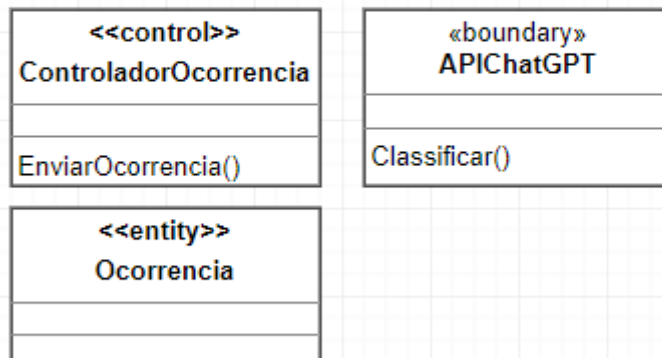 <<control>>
ControladorOcorrencia
EnviarOcorrencia()
«boundary»
APIChatGPT
Classificar()
<<entity>>
Ocorrencia